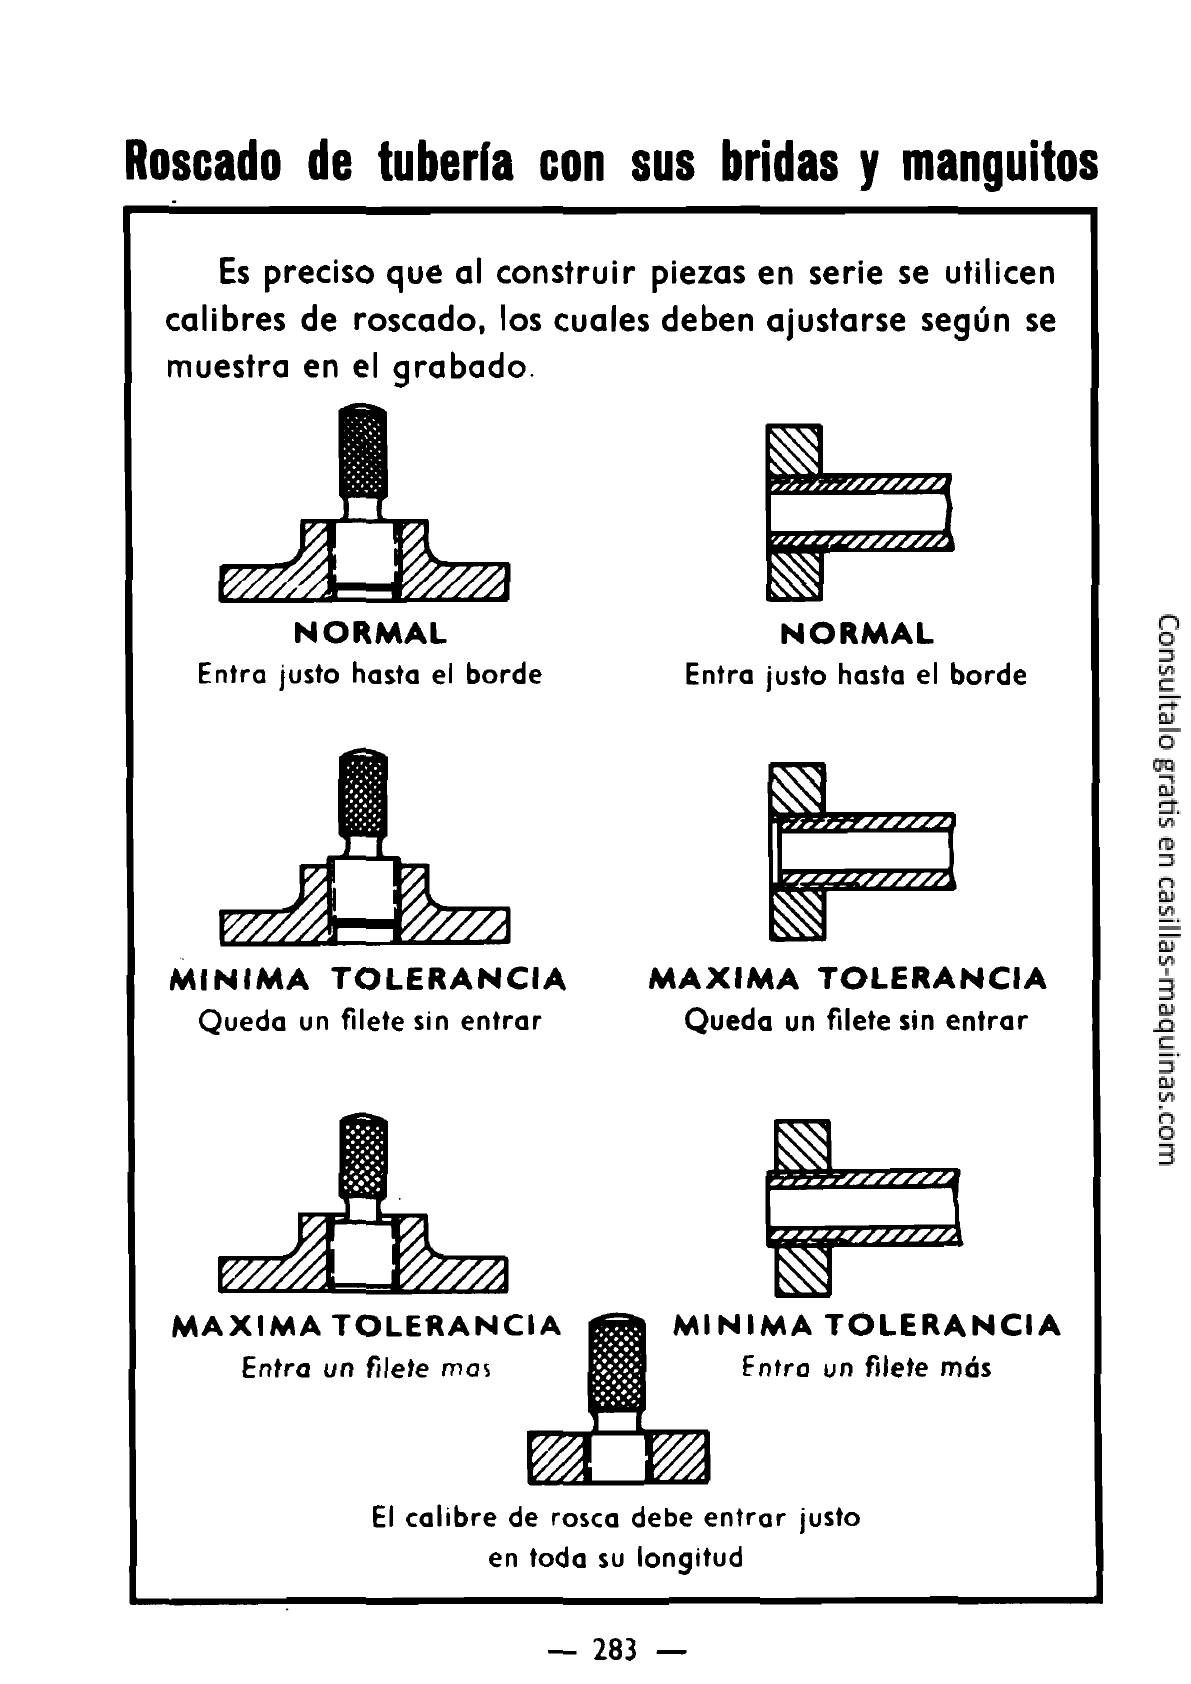 Roscado de tubería con sus bridas y manguitos
Es preciso que al construir piezas en serie se utilicen
calibres de roscado, los cuales deben ajustarse según se
muestra en el grabado.
NORMAL
Entra justo hasta el borde
NORMAL
Entra justo hasta el borde
MINIMA TOLERANCIA
Queda un filete sin entrar
MAXIMA TOLERANCIA
Queda un filete sin entrar
MAXIMA TOLERANCIA
Entra un filete mas
MINIMA TOLERANCIA
Entra un filete más
El calibre de rosca debe entrar justo
en toda su longitud
— 283 —
Consultalo gratis en casillas-maquinas.com